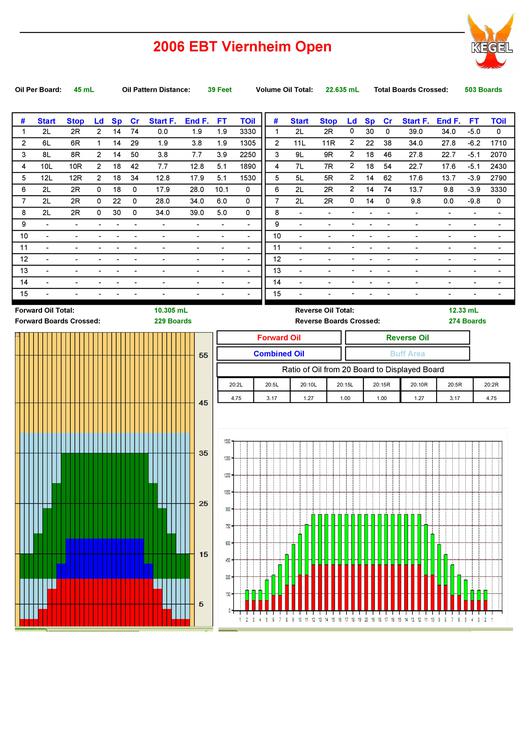 KEGEL
2006 EBT Viernheim Open
Oil Per Board: 45 mL Oil Pattern Distance: 39 Feet Volume Oil Total: 22.635 mL Total Boards Crossed: 503 Boards
# Start Stop Ld Sp Cr Start F. End F. FT TOil # Start Stop Ld Sp Cr Start F. End F. FT TOil
1 2L 2R 2 14 74 0.0 1.9 1.9 3330 1 2L 2R 0 30 0 39.0 34.0 -5.0 0
2 6L 6R 1 14 29 1.9 3.8 1.9 1305 2 11L 11R 2 22 38 34.0 27.8 -6.2 1710
3 8L 8R 2 14 50 3.8 7.7 3.9 2250 3 9L 9R 2 18 46 27.8 22.7 -5.1 2070
4 10L 10R 2 18 42 7.7 12.8 5.1 1890 4 7L 7R 2 18 54 22.7 17.6 -5.1 2430
5 12L 12R 2 18 34 12.8 17.9 5.1 1530 5 5L 5R 2 14 62 17.6 13.7 -3.9 2790
6 2L 2R 0 18 0 17.9 28.0 10.1 0 6 2L 2R 2 14 74 13.7 9.8 -3.9 3330
7 2L 2R 0 22 0 28.0 34.0 6.0 0 7 2L 2R 0 14 0 9.8 0.0 -9.8 0
8 2L 2R 0 30 0 34.0 39.0 5.0 0 8 - - - - - - - - -
9 - - - - - - - - - 9 - - - - - - - - -
10 - - - - - - - - - 10 - - - - - - - - -
11 - - - - - - - - - 11 - - - - - - - - -
12 - - - - - - - - - 12 - - - - - - - - -
13 - - - - - - - - - 13 - - - - - - - - -
14 - - - - - - - - - 14 - - - - - - - - -
15 - - - - - - - - - 15 - - - - - - - - -
Forward Oil Total: 10.305 mL Reverse Oil Total: 12.33 mL
Forward Boards Crossed: 229 Boards Reverse Boards Crossed: 274 Boards
Forward Oil Reverse Oil
Combined Oil Buff Area
Ratio of Oil from 20 Board to Displayed Board
20:2L 20:5L 20:10L 20:15L 20:15R 20:10R 20:5R 20:2R
4.75 3.17 1.27 1.00 1.00 1.27 3.17 4.75
55
45
35
25
15
5